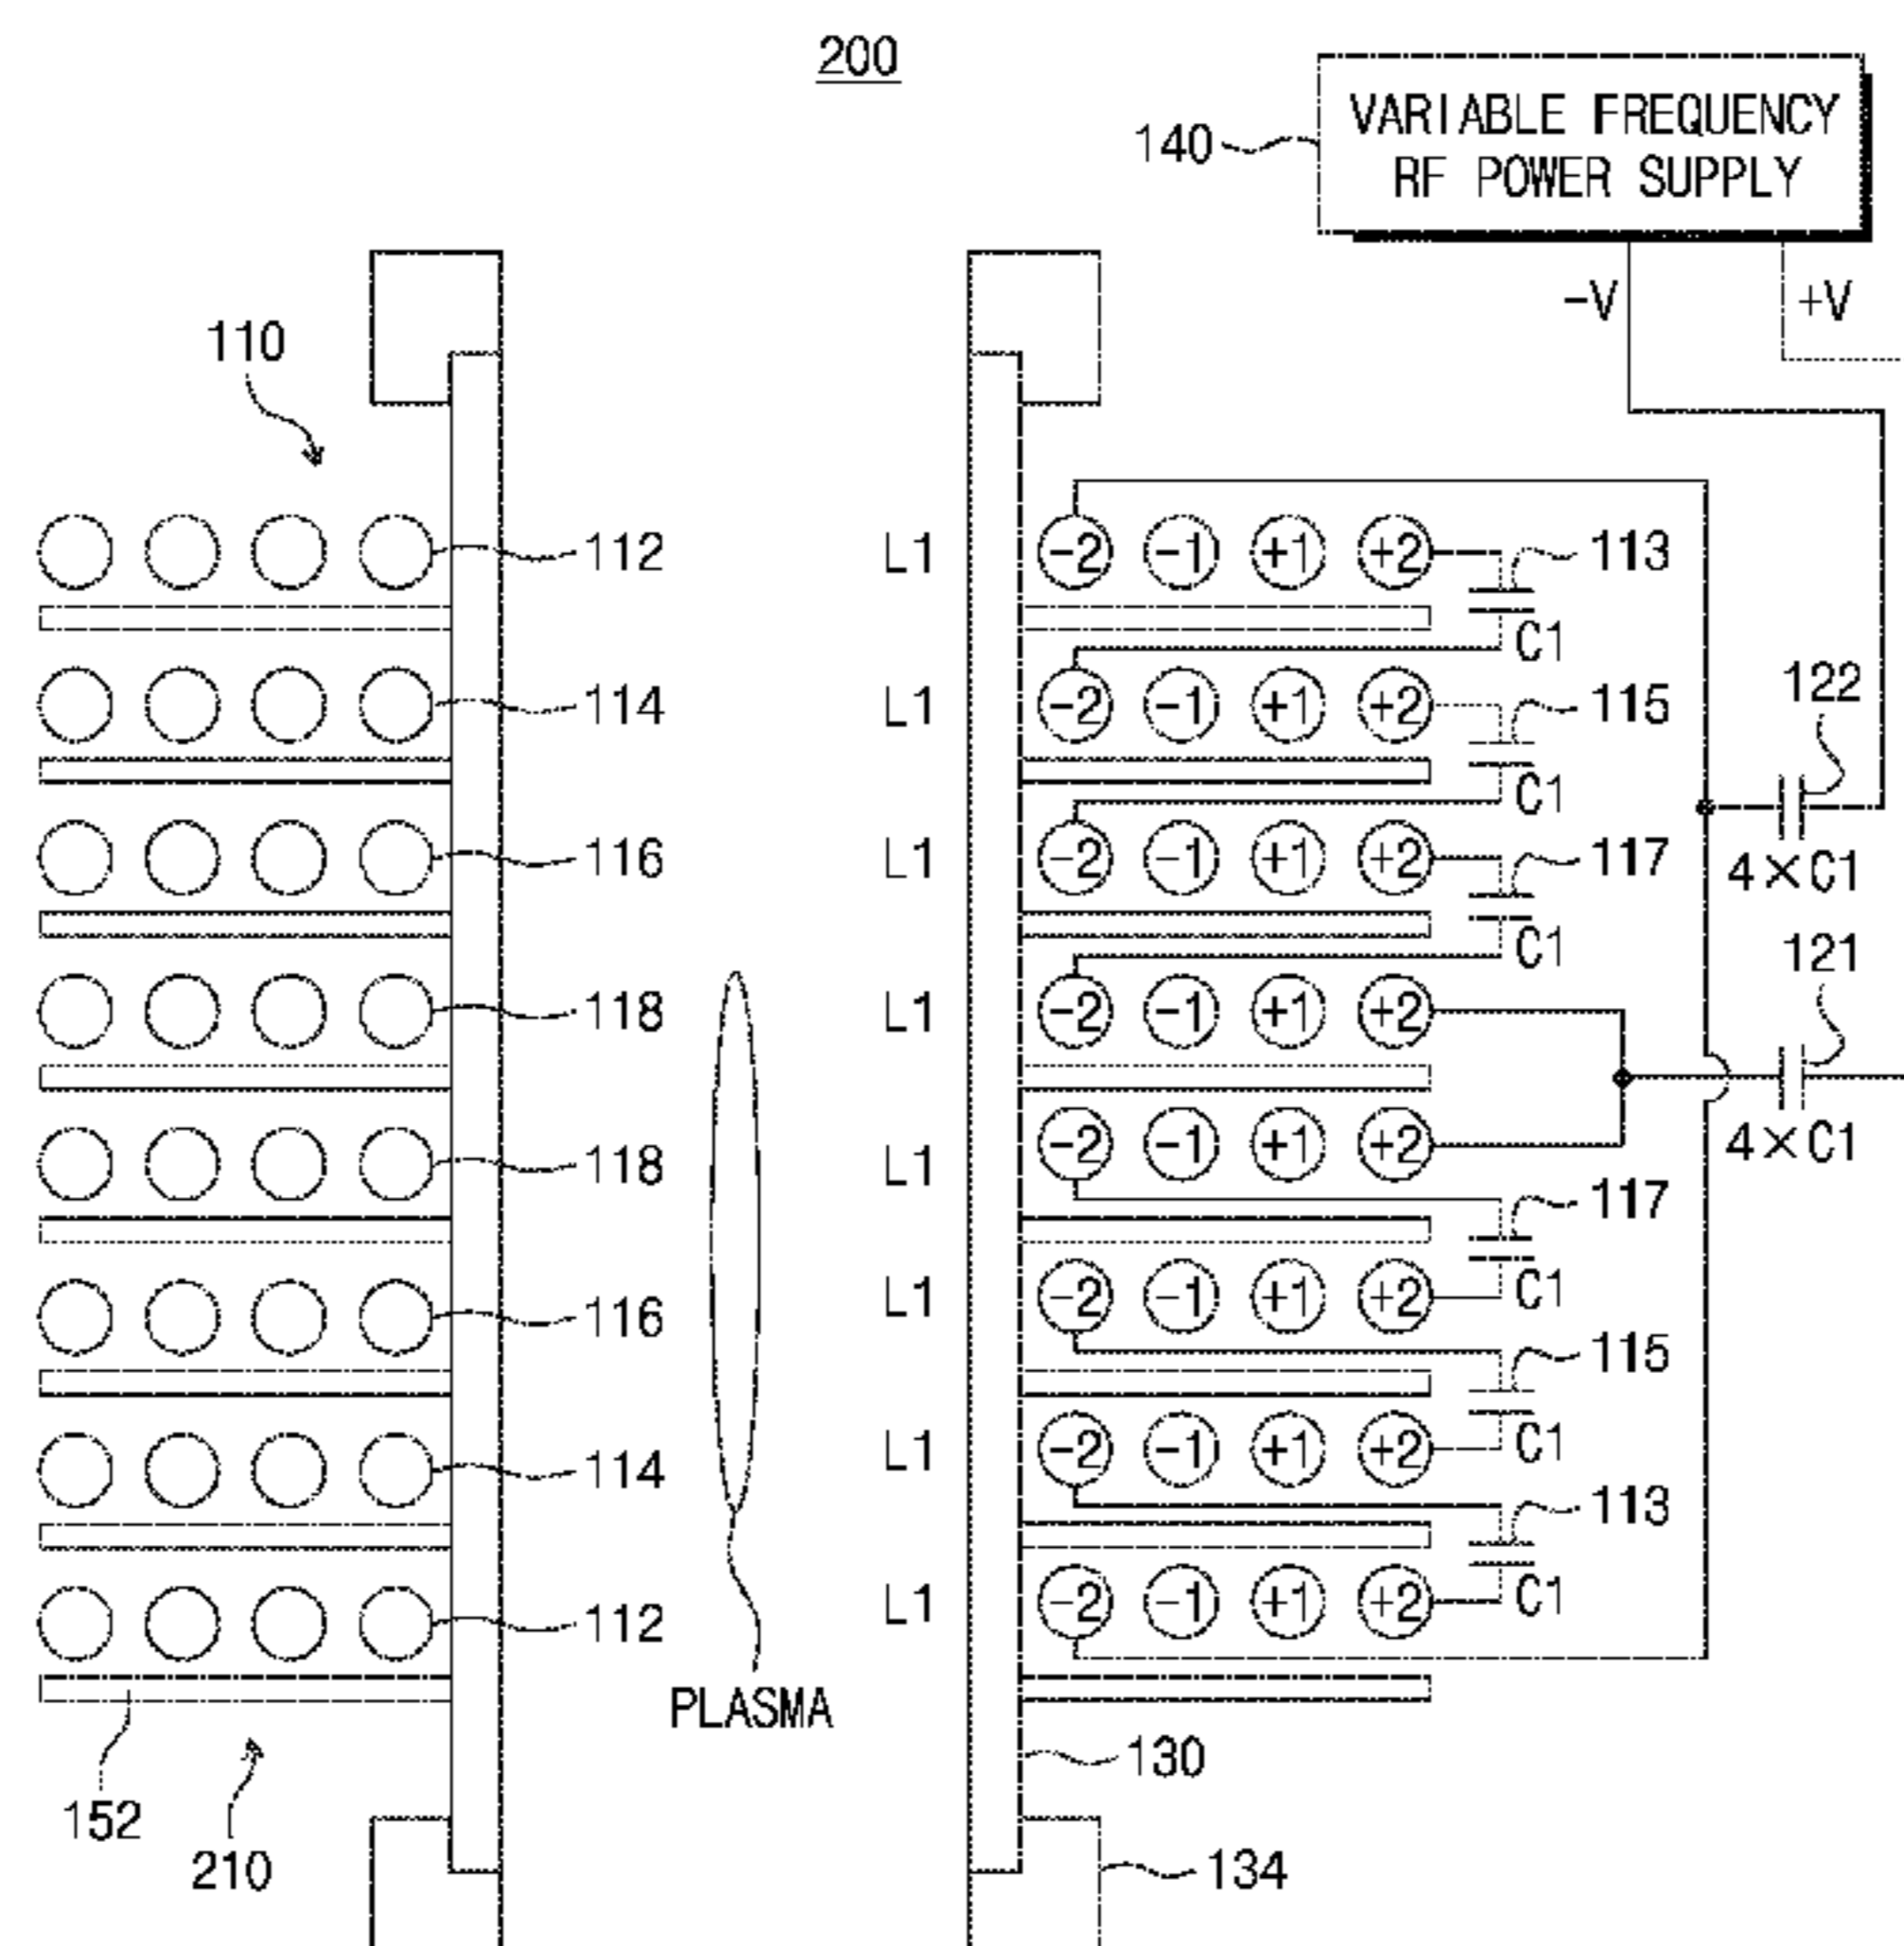 200
140
VARIABLE FREQUENCY
RF POWER SUPPLY
-V
+V
110
112
L1
-2 -1 +1 +2
113
C1
114
L1
-2 -1 +1 +2
115
C1
122
4×C1
116
L1
-2 -1 +1 +2
117
C1
121
4×C1
118
L1
-2 -1 +1 +2
118
L1
-2 -1 +1 +2
117
C1
116
L1
-2 -1 +1 +2
115
C1
114
L1
-2 -1 +1 +2
113
C1
112
L1
-2 -1 +1 +2
PLASMA
130
152
210
134